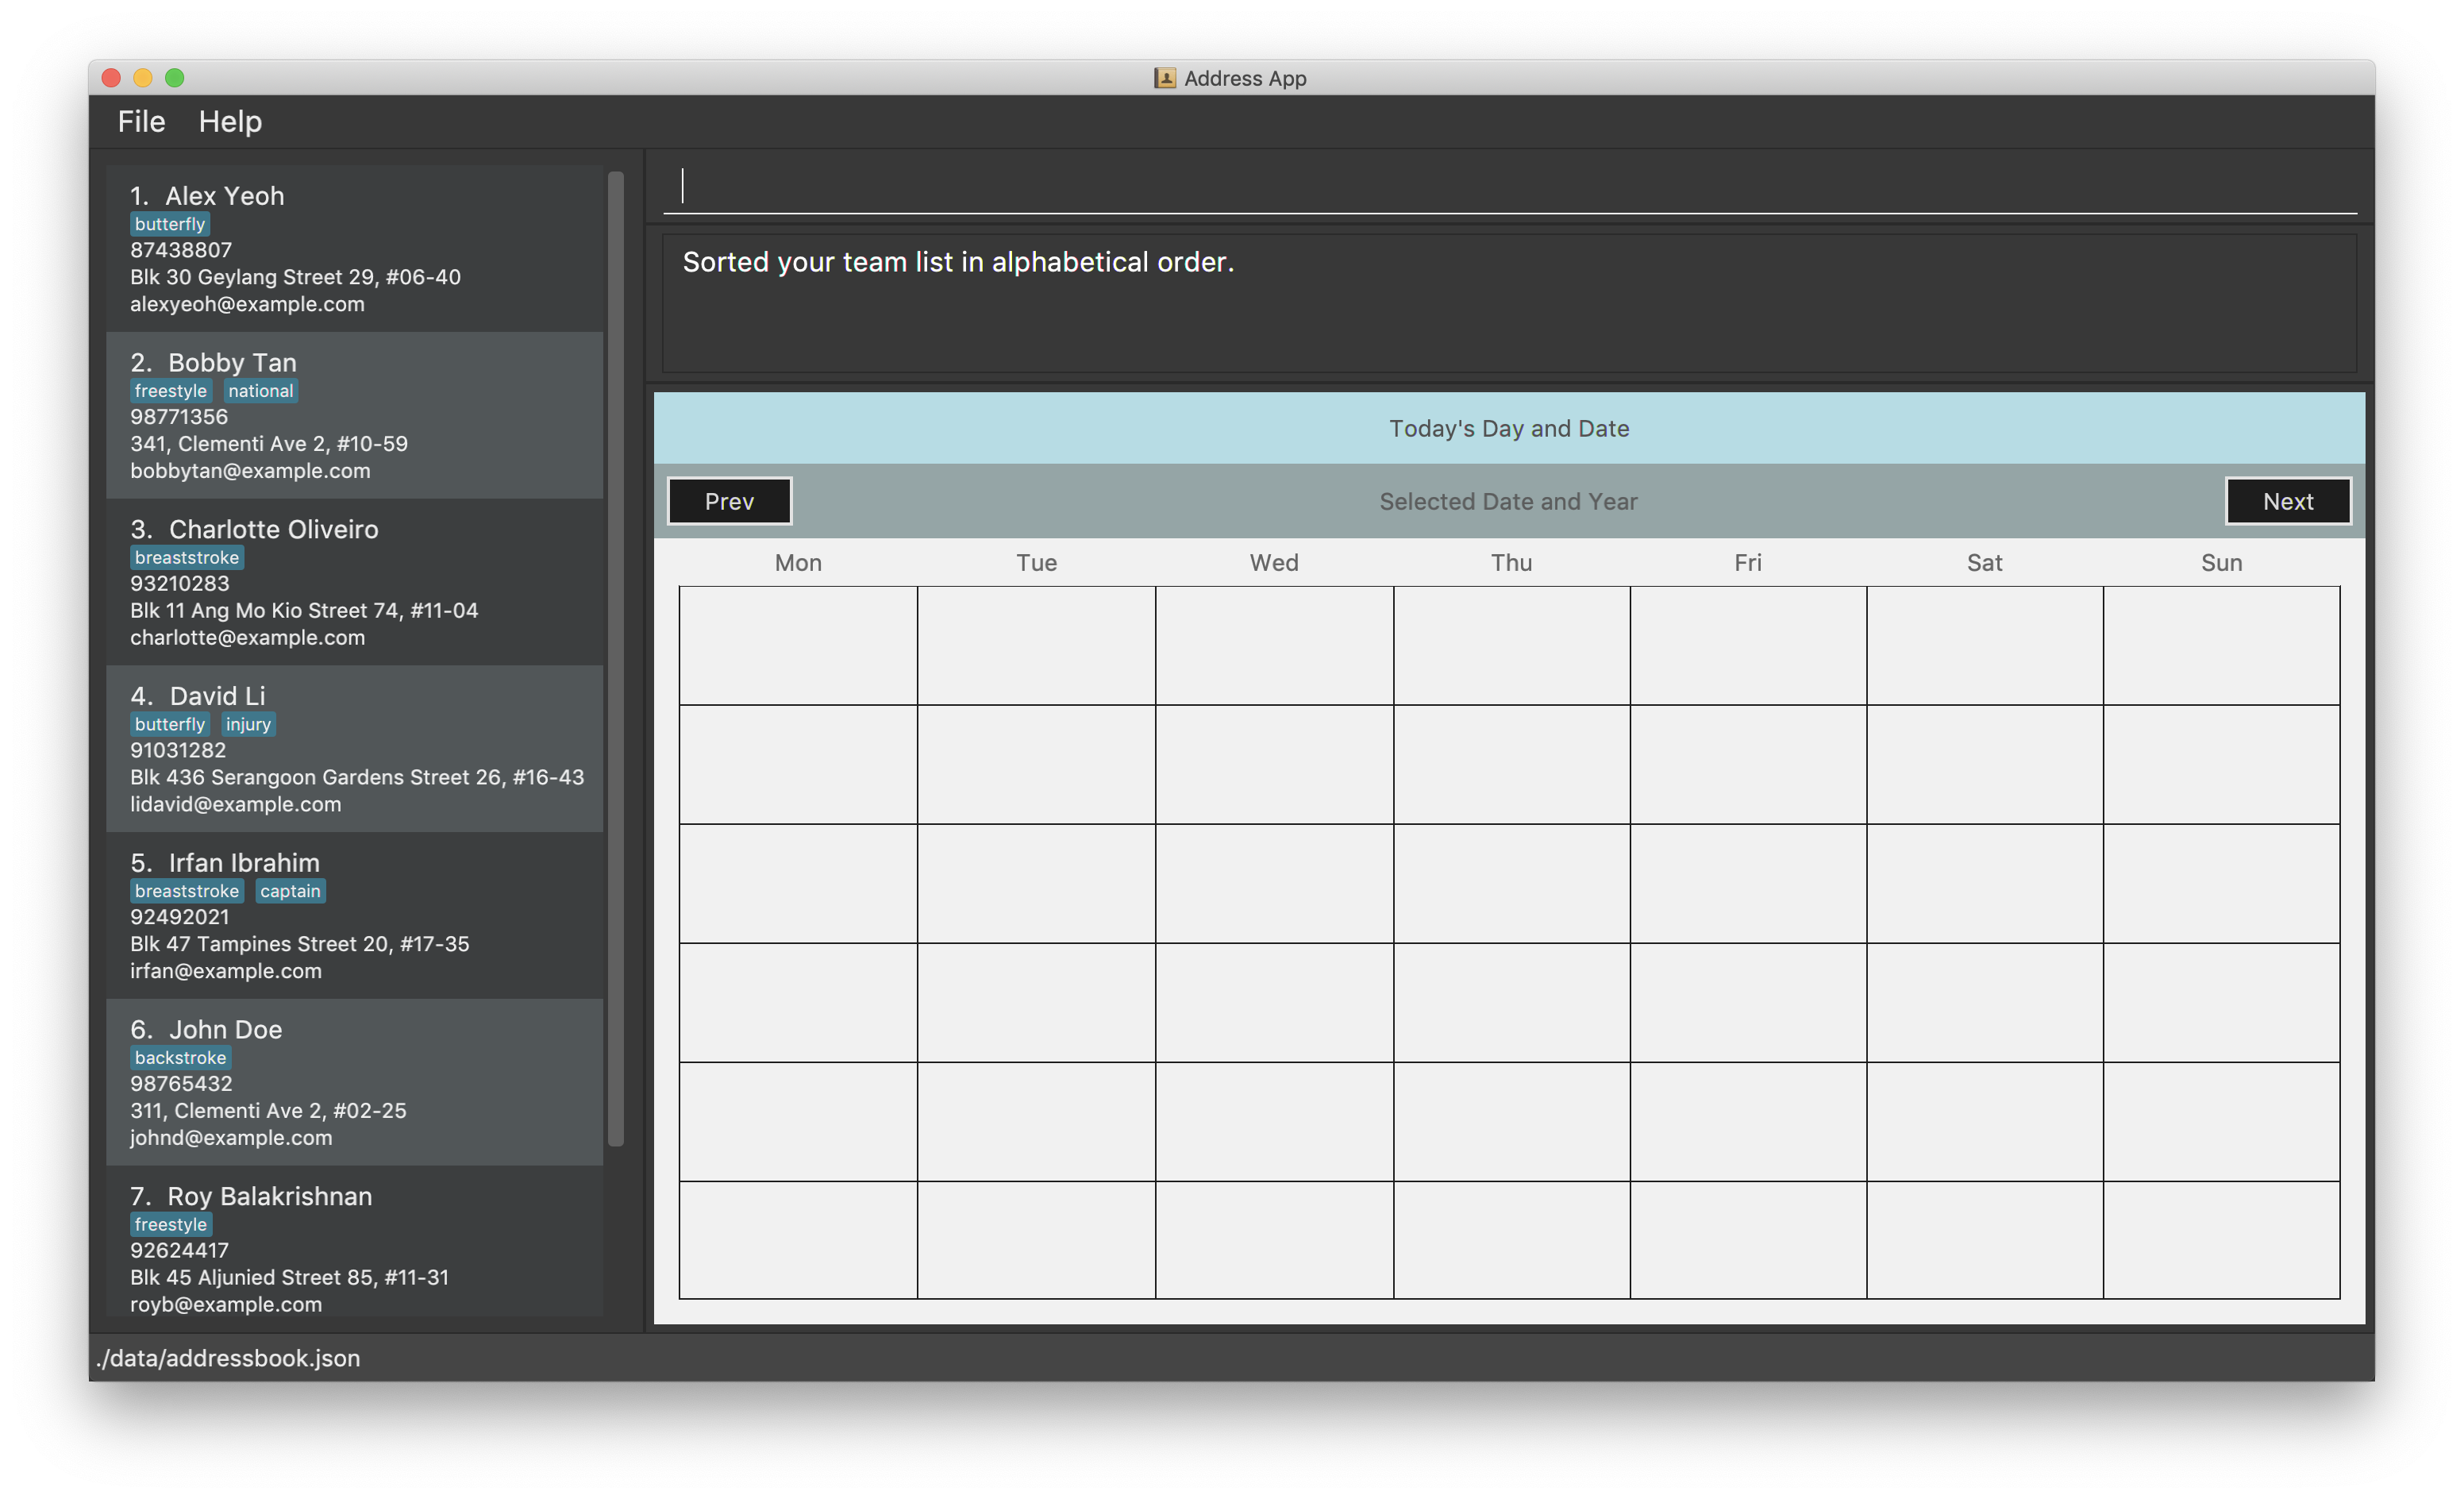 Address App
File Help
1. Alex Yeoh
butterfly
87438807
Blk 30 Geylang Street 29, #06-40
alexyeoh@example.com
2. Bobby Tan
freestyle national
98771356
341, Clementi Ave 2, #10-59
bobbytan@example.com
3. Charlotte Oliveiro
breaststroke
93210283
Blk 11 Ang Mo Kio Street 74, #11-04
charlotte@example.com
4. David Li
butterfly injury
91031282
Blk 436 Serangoon Gardens Street 26, #16-43
lidavid@example.com
5. Irfan Ibrahim
breaststroke captain
92492021
Blk 47 Tampines Street 20, #17-35
irfan@example.com
6. John Doe
backstroke
98765432
311, Clementi Ave 2, #02-25
johnd@example.com
7. Roy Balakrishnan
freestyle
92624417
Blk 45 Aljunied Street 85, #11-31
royb@example.com
Sorted your team list in alphabetical order.
Today's Day and Date
Prev Selected Date and Year Next
Mon Tue Wed Thu Fri Sat Sun
./data/addressbook.json